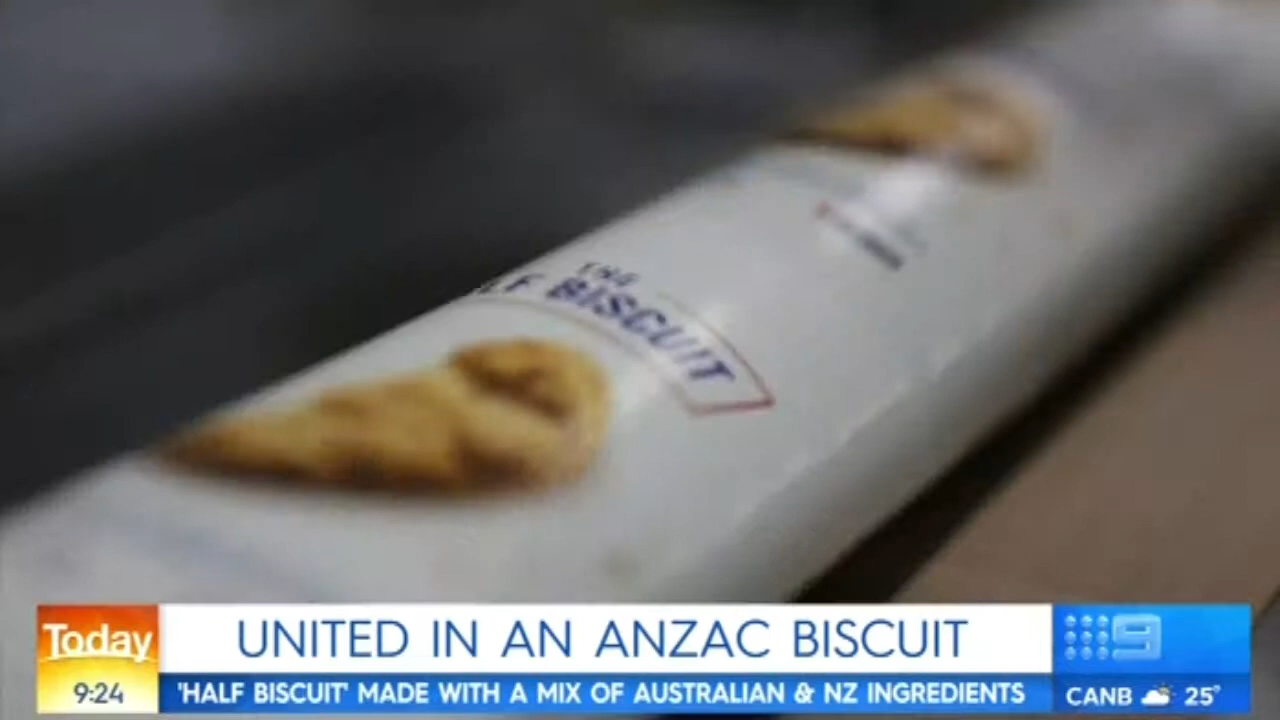 THE
BISCUIT
Today
UNITED IN AN ANZAC BISCUIT
9
9:24
'HALF BISCUIT' MADE WITH A MIX OF AUSTRALIAN & NZ INGREDIENTS
CANB 25°